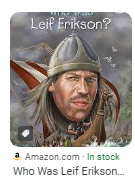 Who Was
Leif Erikson?
Amazon.com · In stock
Who Was Leif Erikson...